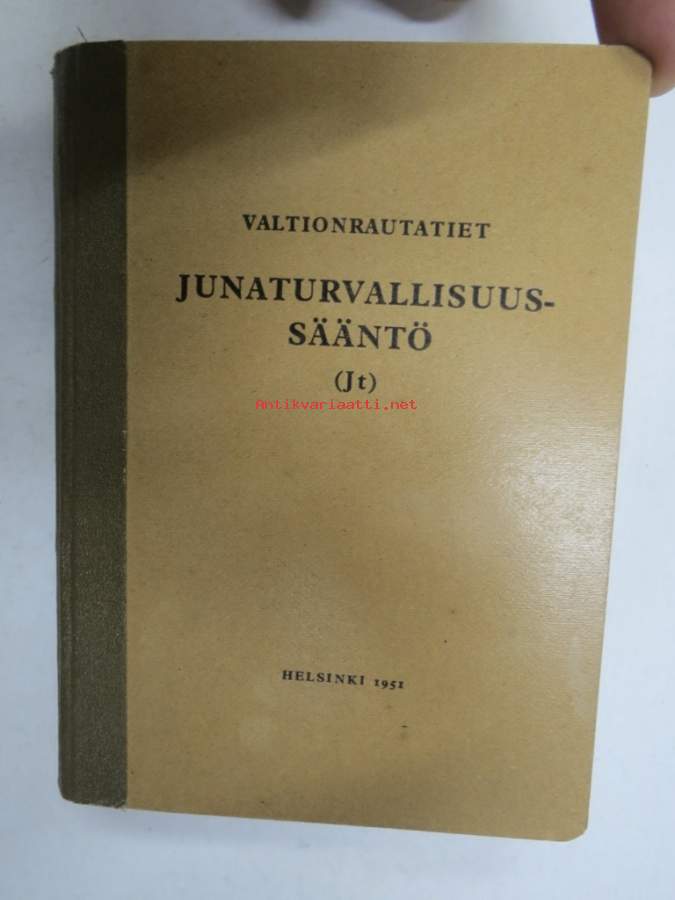 VALTIONRAUTATIET
JUNATURVALLISUUS-
SÄÄNTÖ
(Jt)
Antikvariaatti.net
HELSINKI 1951